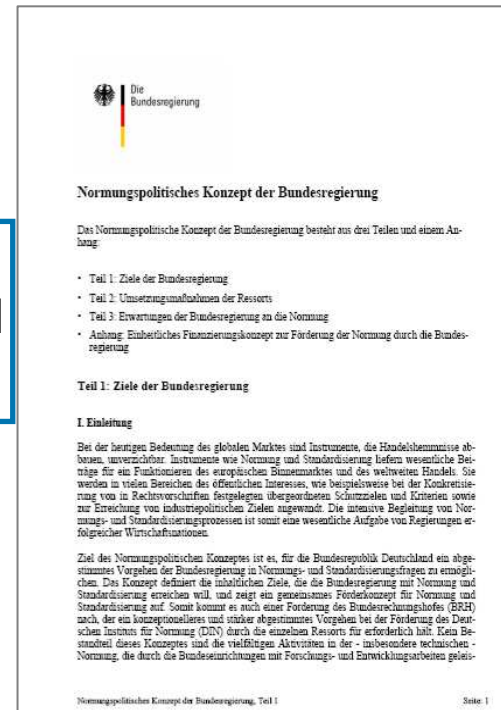 Die
Bundesregierung
Normungspolitisches Konzept der Bundesregierung
Das Normungspolitische Konzept der Bundesregierung besteht aus drei Teilen und einem An-
hang:
• Teil 1: Ziele der Bundesregierung
• Teil 2: Umsetzungsmaßnahmen der Ressorts
• Teil 3: Erwartungen der Bundesregierung an die Normung
• Anhang: Einheitliches Finanzierungskonzept zur Förderung der Normung durch die Bundes-
regierung
Teil 1: Ziele der Bundesregierung
I. Einleitung
Bei der heutigen Bedeutung des globalen Marktes sind Instrumente, die Handelshemmnisse ab-
bauen, unverzichtbar. Instrumente wie Normung und Standardisierung liefern wesentliche Bei-
träge für ein Funktionieren des europäischen Binnenmarktes und des weltweiten Handels. Sie
werden in vielen Bereichen des öffentlichen Interesses, wie beispielsweise bei der Konkretisie-
rung von in Rechtsvorschriften festgelegten übergeordneten Schutzzielen und Kriterien sowie
zur Erreichung von industriepolitischen Zielen angewandt. Die intensive Begleitung von Nor-
mungs- und Standardisierungsprozessen ist somit eine wesentliche Aufgabe von Regierungen er-
folgreicher Wirtschaftsnationen.
Ziel des Normungspolitischen Konzeptes ist es, für die Bundesrepublik Deutschland ein abge-
stimmtes Vorgehen der Bundesregierung in Normungs- und Standardisierungsfragen zu ermögli-
chen. Das Konzept definiert die inhaltlichen Ziele, die die Bundesregierung mit Normung und
Standardisierung erreichen will, und zeigt ein gemeinsames Förderkonzept für Normung und
Standardisierung auf. Somit kommt es auch einer Forderung des Bundesrechnungshofes (BRH)
nach, der ein konzeptionelleres und stärker abgestimmtes Vorgehen bei der Förderung des Deut-
schen Instituts für Normung (DIN) durch die einzelnen Ressorts für erforderlich hält. Kein Be-
standteil dieses Konzeptes sind die vielfältigen Aktivitäten in der - insbesondere technischen -
Normung, die durch die Bundeseinrichtungen mit Forschungs- und Entwicklungsarbeiten geleis-
Normungspolitisches Konzept der Bundesregierung, Teil 1 Seite: 1